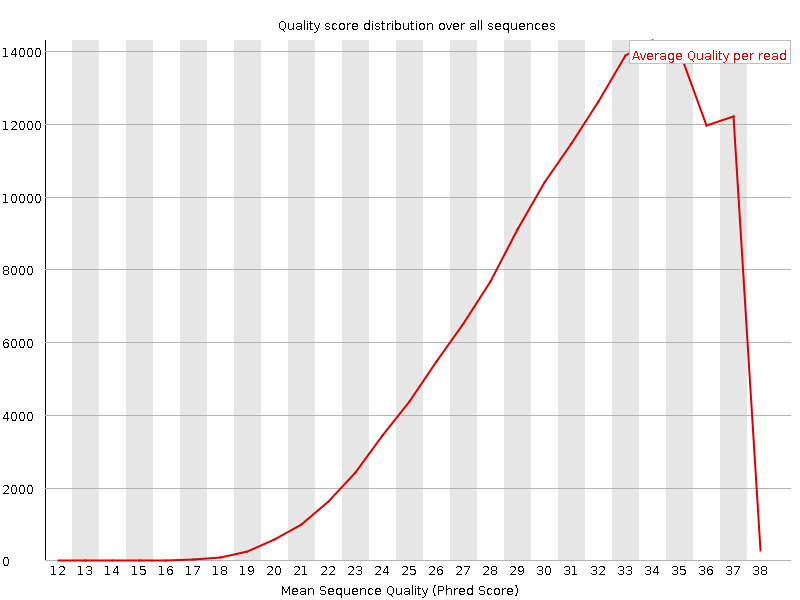 Quality score distribution over all sequences
Average Quality per read
14000
12000
10000
8000
6000
4000
2000
0
12 13 14 15 16 17 18 19 20 21 22 23 24 25 26 27 28 29 30 31 32 33 34 35 36 37 38
Mean Sequence Quality (Phred Score)